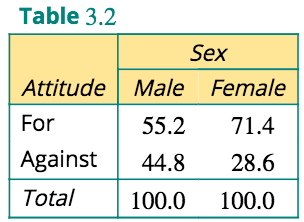 Table 3.2
Sex
Attitude Male Female
For 55.2 71.4
Against 44.8 28.6
Total 100.0 100.0